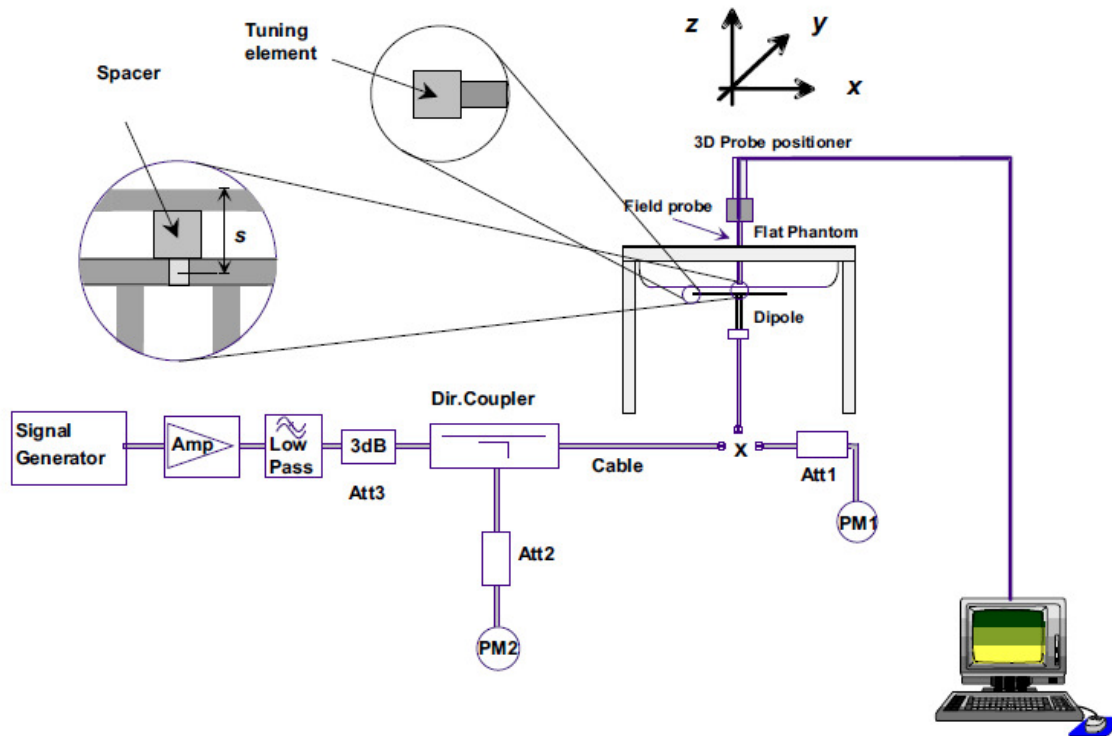 Tuning
element
Spacer
z
y
x
3D Probe positioner
Field probe
Flat Phantom
s
Dipole
Dir.Coupler
Signal
Generator
Amp
Low
Pass
3dB
Att3
Cable
x
Att1
PM1
Att2
PM2